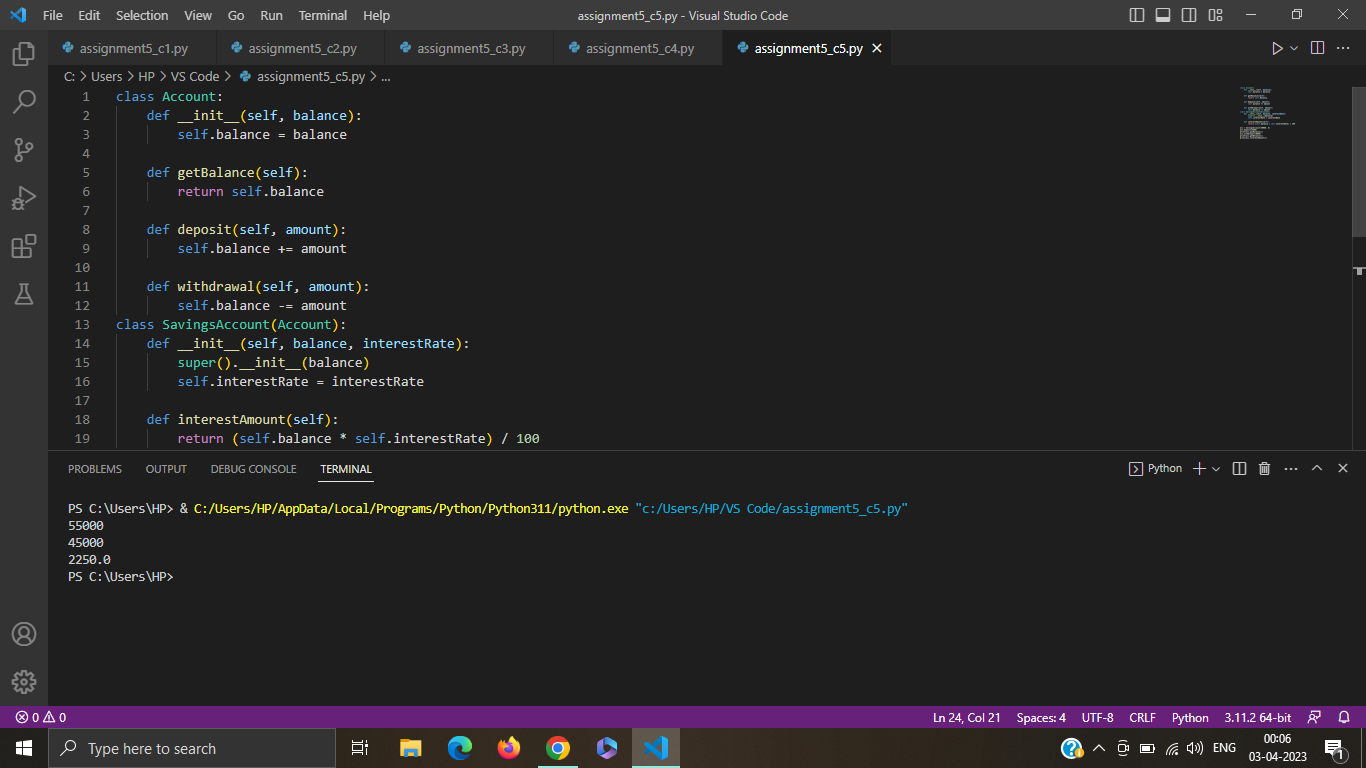 File Edit Selection View Go Run Terminal Help assignment5_c5.py - Visual Studio Code
assignment5_c1.py assignment5_c2.py assignment5_c3.py assignment5_c4.py assignment5_c5.py
C: > Users > HP > VS Code > assignment5_c5.py > ...
1 class Account:
2     def __init__(self, balance):
3         self.balance = balance
4
5     def getBalance(self):
6         return self.balance
7
8     def deposit(self, amount):
9         self.balance += amount
10
11     def withdrawal(self, amount):
12         self.balance -= amount
13 class SavingsAccount(Account):
14     def __init__(self, balance, interestRate):
15         super().__init__(balance)
16         self.interestRate = interestRate
17
18     def interestAmount(self):
19         return (self.balance * self.interestRate) / 100
PROBLEMS OUTPUT DEBUG CONSOLE TERMINAL Python
PS C:\Users\HP> & C:/Users/HP/AppData/Local/Programs/Python/Python311/python.exe "c:/Users/HP/VS Code/assignment5_c5.py"
55000
45000
2250.0
PS C:\Users\HP>
0 0 Ln 24, Col 21 Spaces: 4 UTF-8 CRLF Python 3.11.2 64-bit
Type here to search ENG 00:06
03-04-2023 1